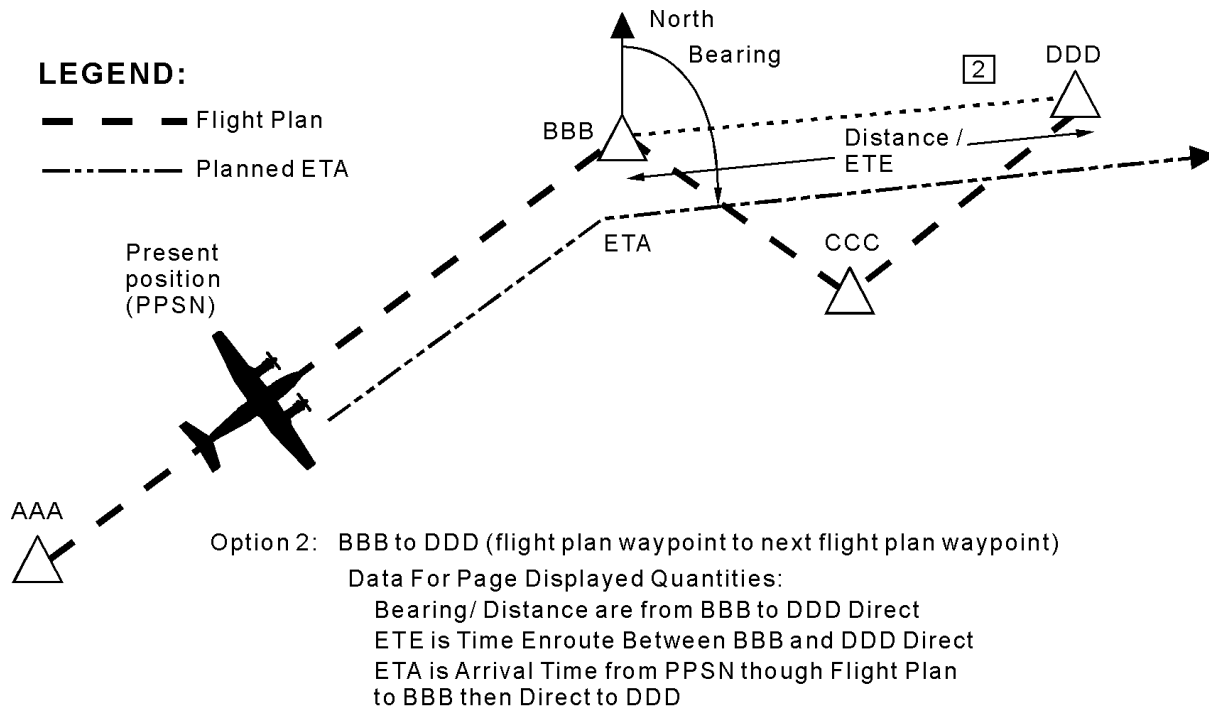 North
Bearing
LEGEND:
Flight Plan
Planned ETA
2
DDD
BBB
Distance /
ETE
ETA
CCC
Present
position
(PPSN)
AAA
Option 2: BBB to DDD (flight plan waypoint to next flight plan waypoint)
Data For Page Displayed Quantities:
Bearing/ Distance are from BBB to DDD Direct
ETE is Time Enroute Between BBB and DDD Direct
ETA is Arrival Time from PPSN though Flight Plan
to BBB then Direct to DDD